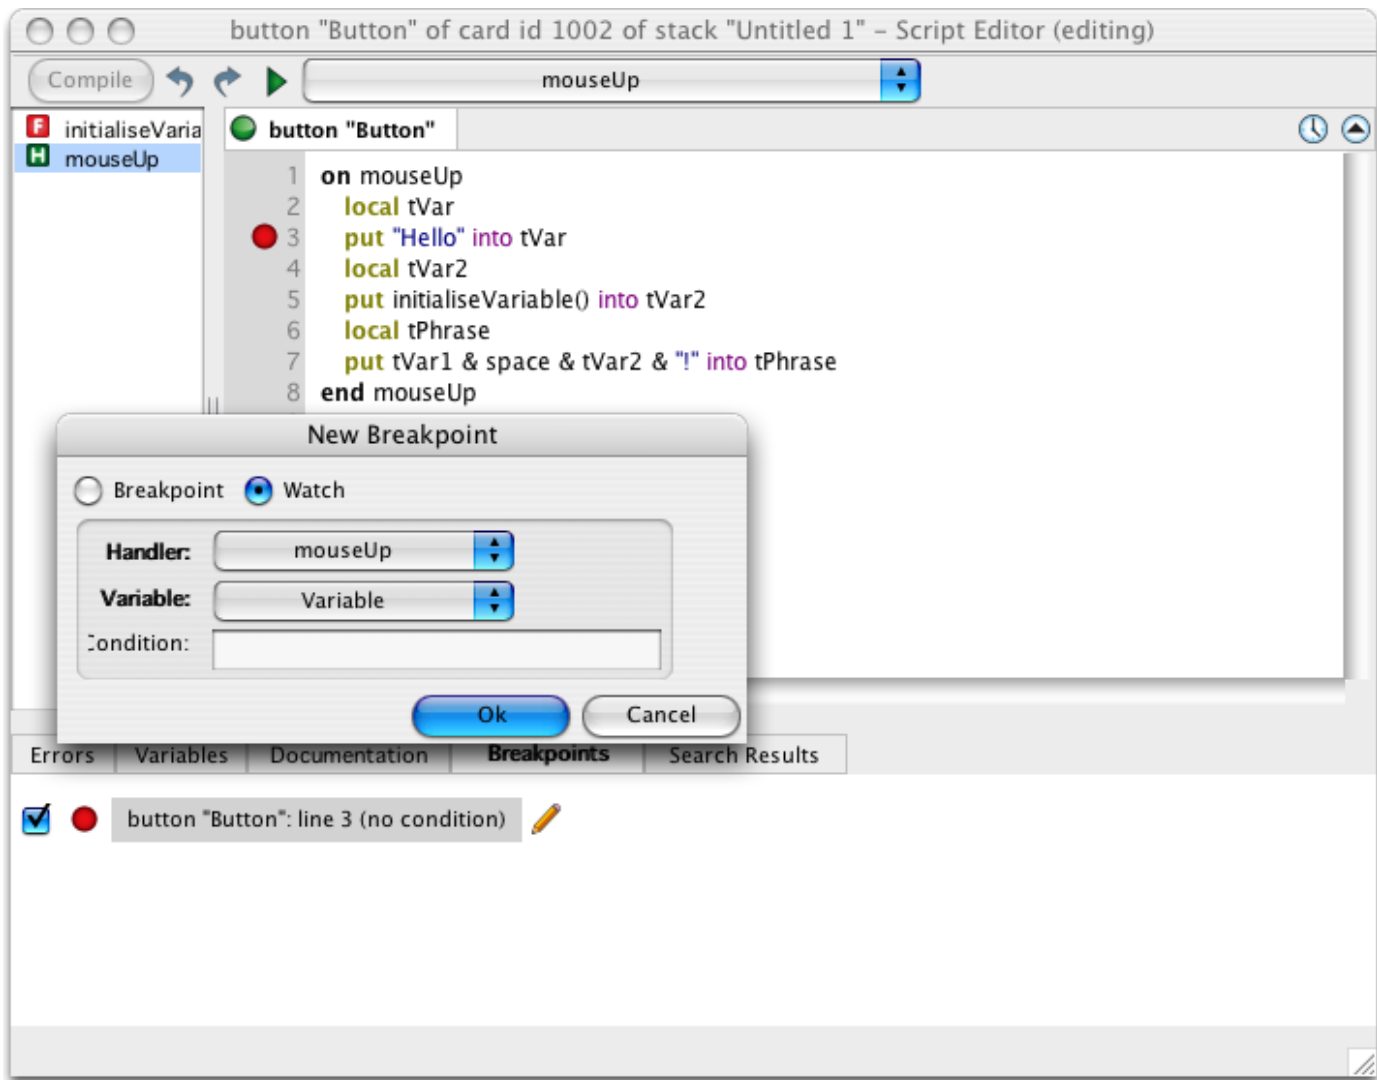 button "Button" of card id 1002 of stack "Untitled 1" – Script Editor (editing)
Compile
mouseUp
F initialiseVaria
H mouseUp
button "Button"
1 on mouseUp
2 local tVar
3 put "Hello" into tVar
4 local tVar2
5 put initialiseVariable() into tVar2
6 local tPhrase
7 put tVar1 & space & tVar2 & "!" into tPhrase
8 end mouseUp
New Breakpoint
Breakpoint Watch
Handler: mouseUp
Variable: Variable
Condition:
Ok Cancel
Errors Variables Documentation Breakpoints Search Results
button "Button": line 3 (no condition)